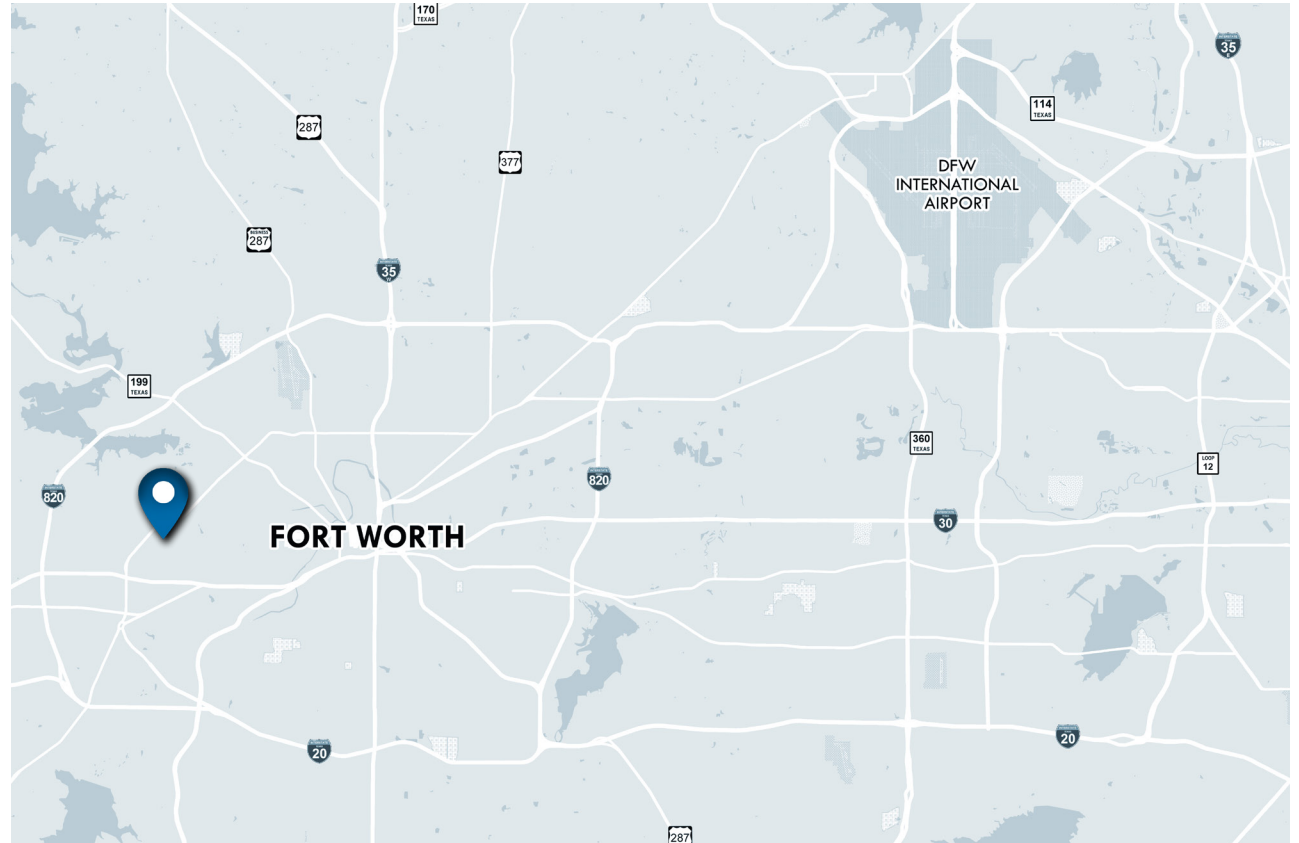 170
TEXAS
35
E
114
TEXAS
287
377
DFW
INTERNATIONAL
AIRPORT
BUSINESS
287
35
W
199
TEXAS
360
TEXAS
LOOP
12
820
820
30
FORT WORTH
20
20
287